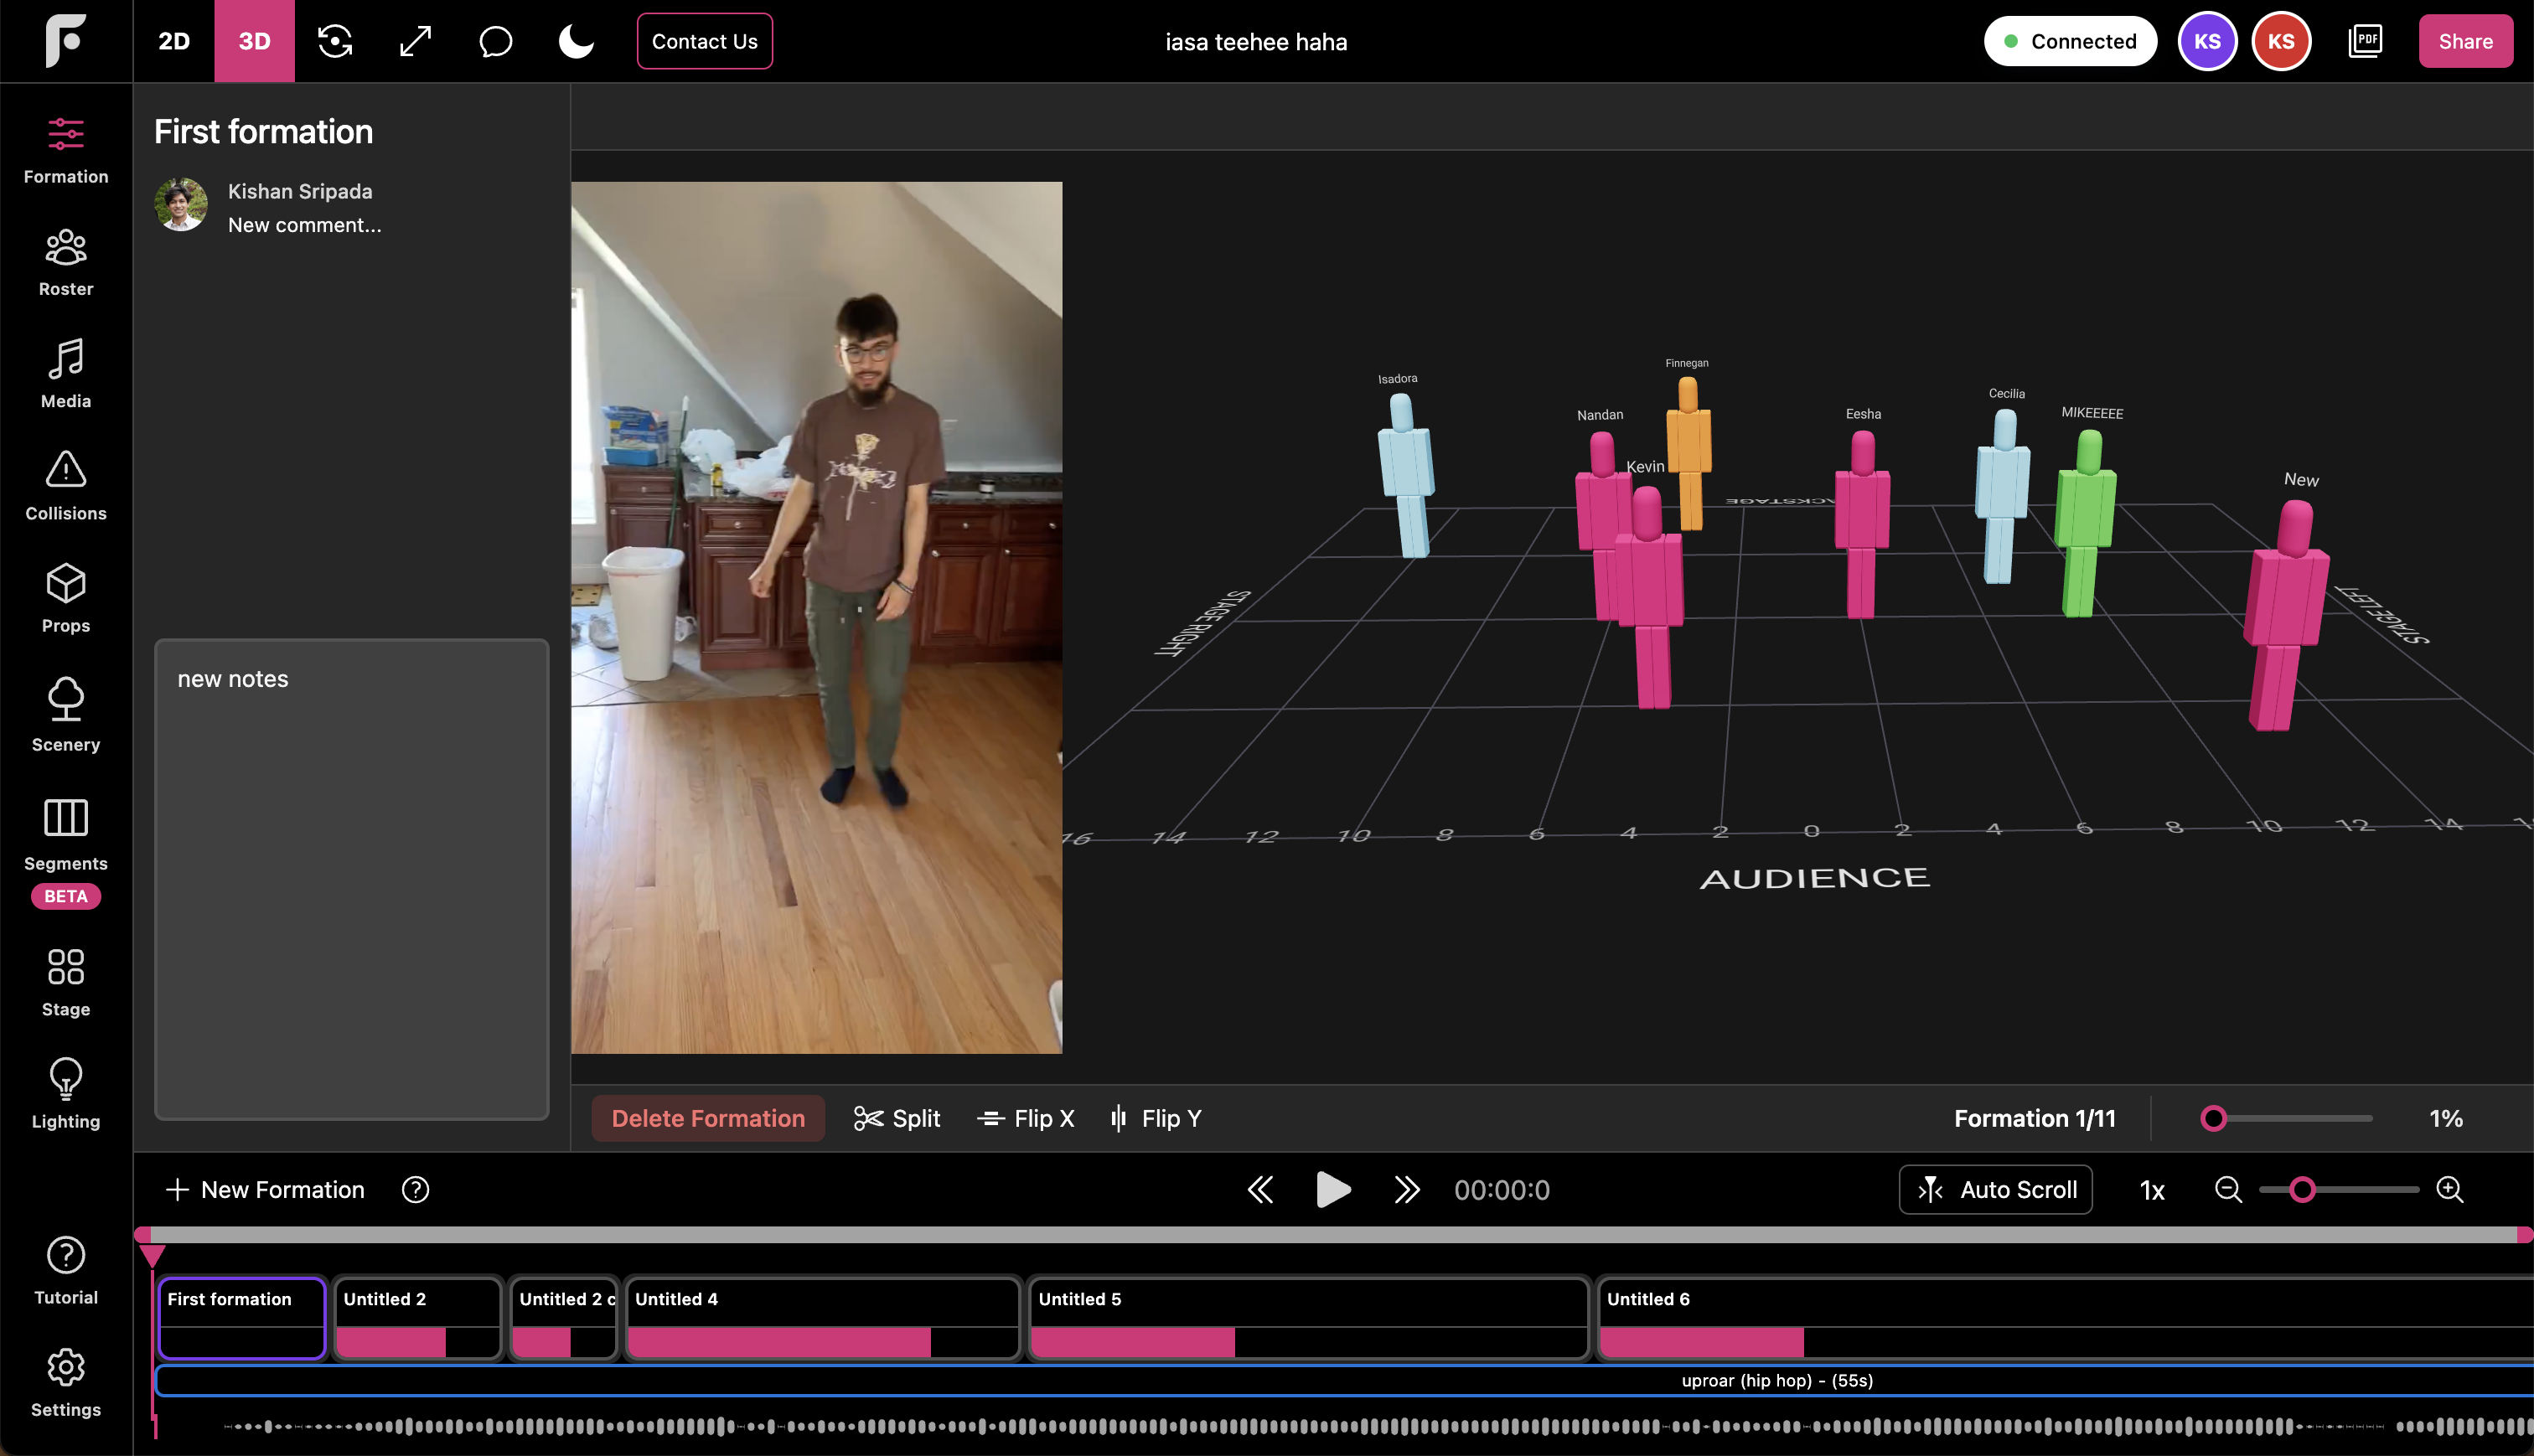 2D
3D
Contact Us
iasa teehee haha
Connected
KS
KS
PDF
Share
Formation
Roster
Media
Collisions
Props
Scenery
Segments
BETA
Stage
Lighting
Tutorial
Settings
First formation
Kishan Sripada
New comment...
new notes
Isadora
Finnegan
Nandan
Kevin
Eesha
Cecilia
MIKEEEEE
New
STAGE RIGHT
STAGE LEFT
16 14 12 10 8 6 4 2 0 2 4 6 8 10 12 14
AUDIENCE
Delete Formation
Split
Flip X
Flip Y
Formation 1/11
1%
New Formation
00:00:0
Auto Scroll
1x
First formation
Untitled 2
Untitled 2 c
Untitled 4
Untitled 5
Untitled 6
uproar (hip hop) - (55s)